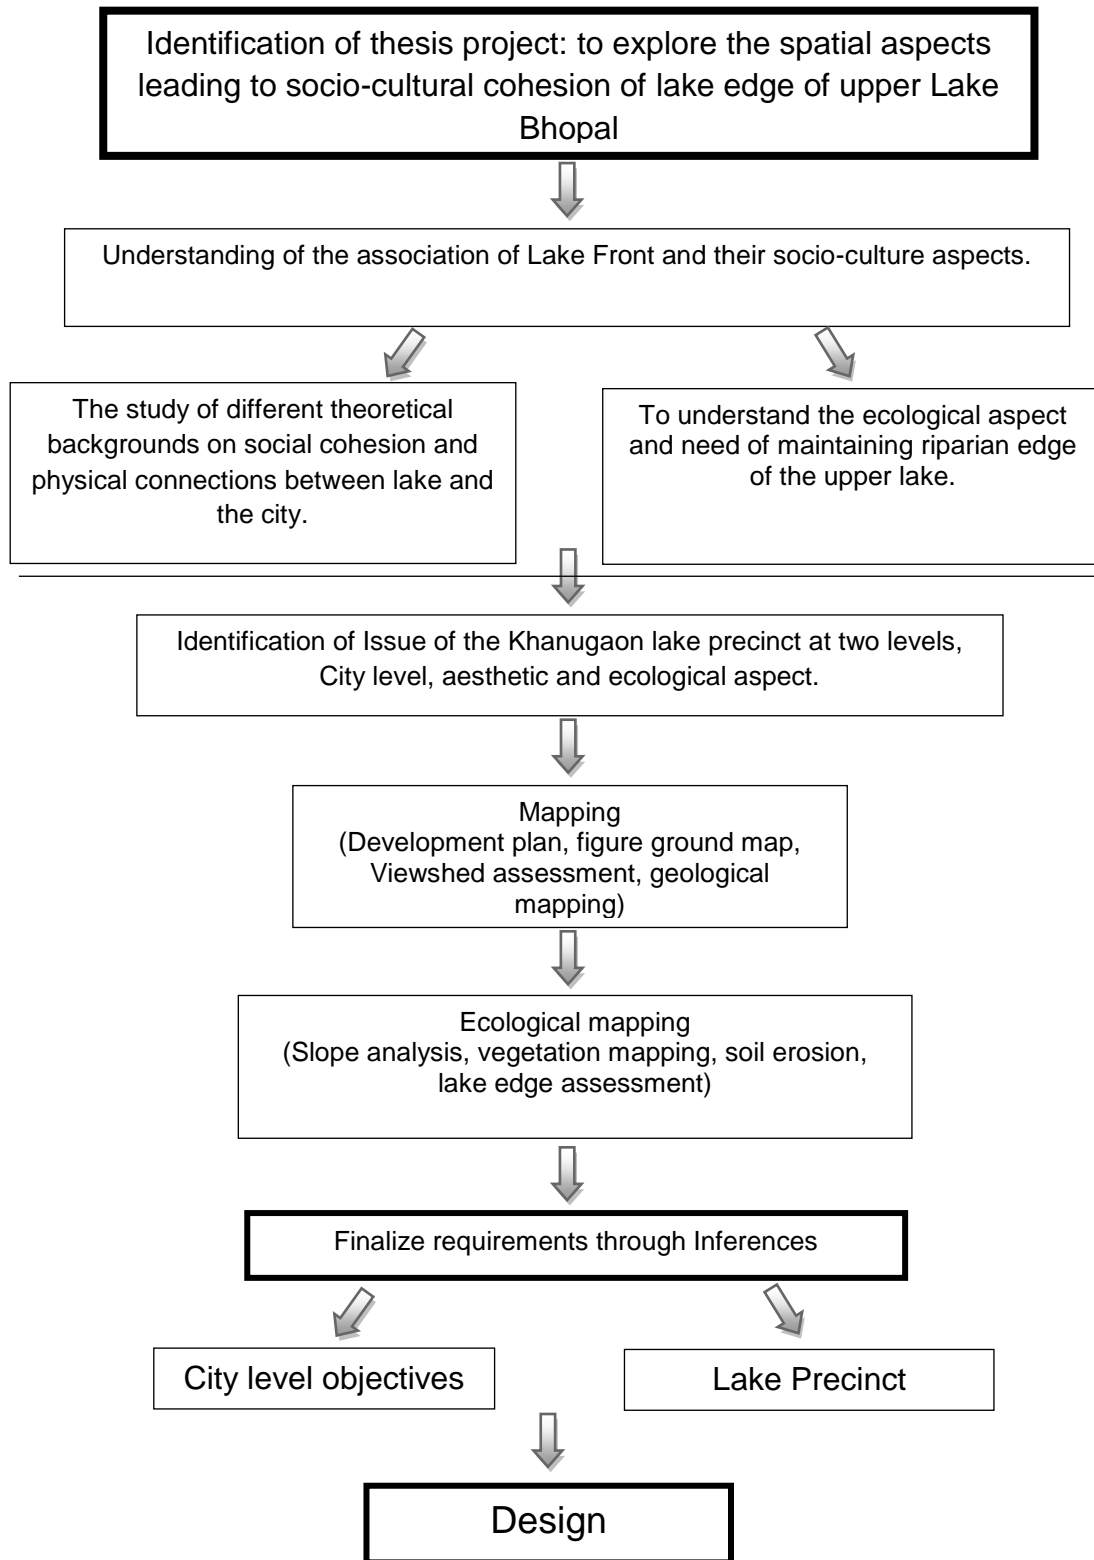 Identification of thesis project: to explore the spatial aspects
leading to socio-cultural cohesion of lake edge of upper Lake
Bhopal
Understanding of the association of Lake Front and their socio-culture aspects.
The study of different theoretical
backgrounds on social cohesion and
physical connections between lake and
the city.
To understand the ecological aspect
and need of maintaining riparian edge
of the upper lake.
Identification of Issue of the Khanugaon lake precinct at two levels,
City level, aesthetic and ecological aspect.
Mapping
(Development plan, figure ground map,
Viewshed assessment, geological
mapping)
Ecological mapping
(Slope analysis, vegetation mapping, soil erosion,
lake edge assessment)
Finalize requirements through Inferences
City level objectives
Lake Precinct
Design